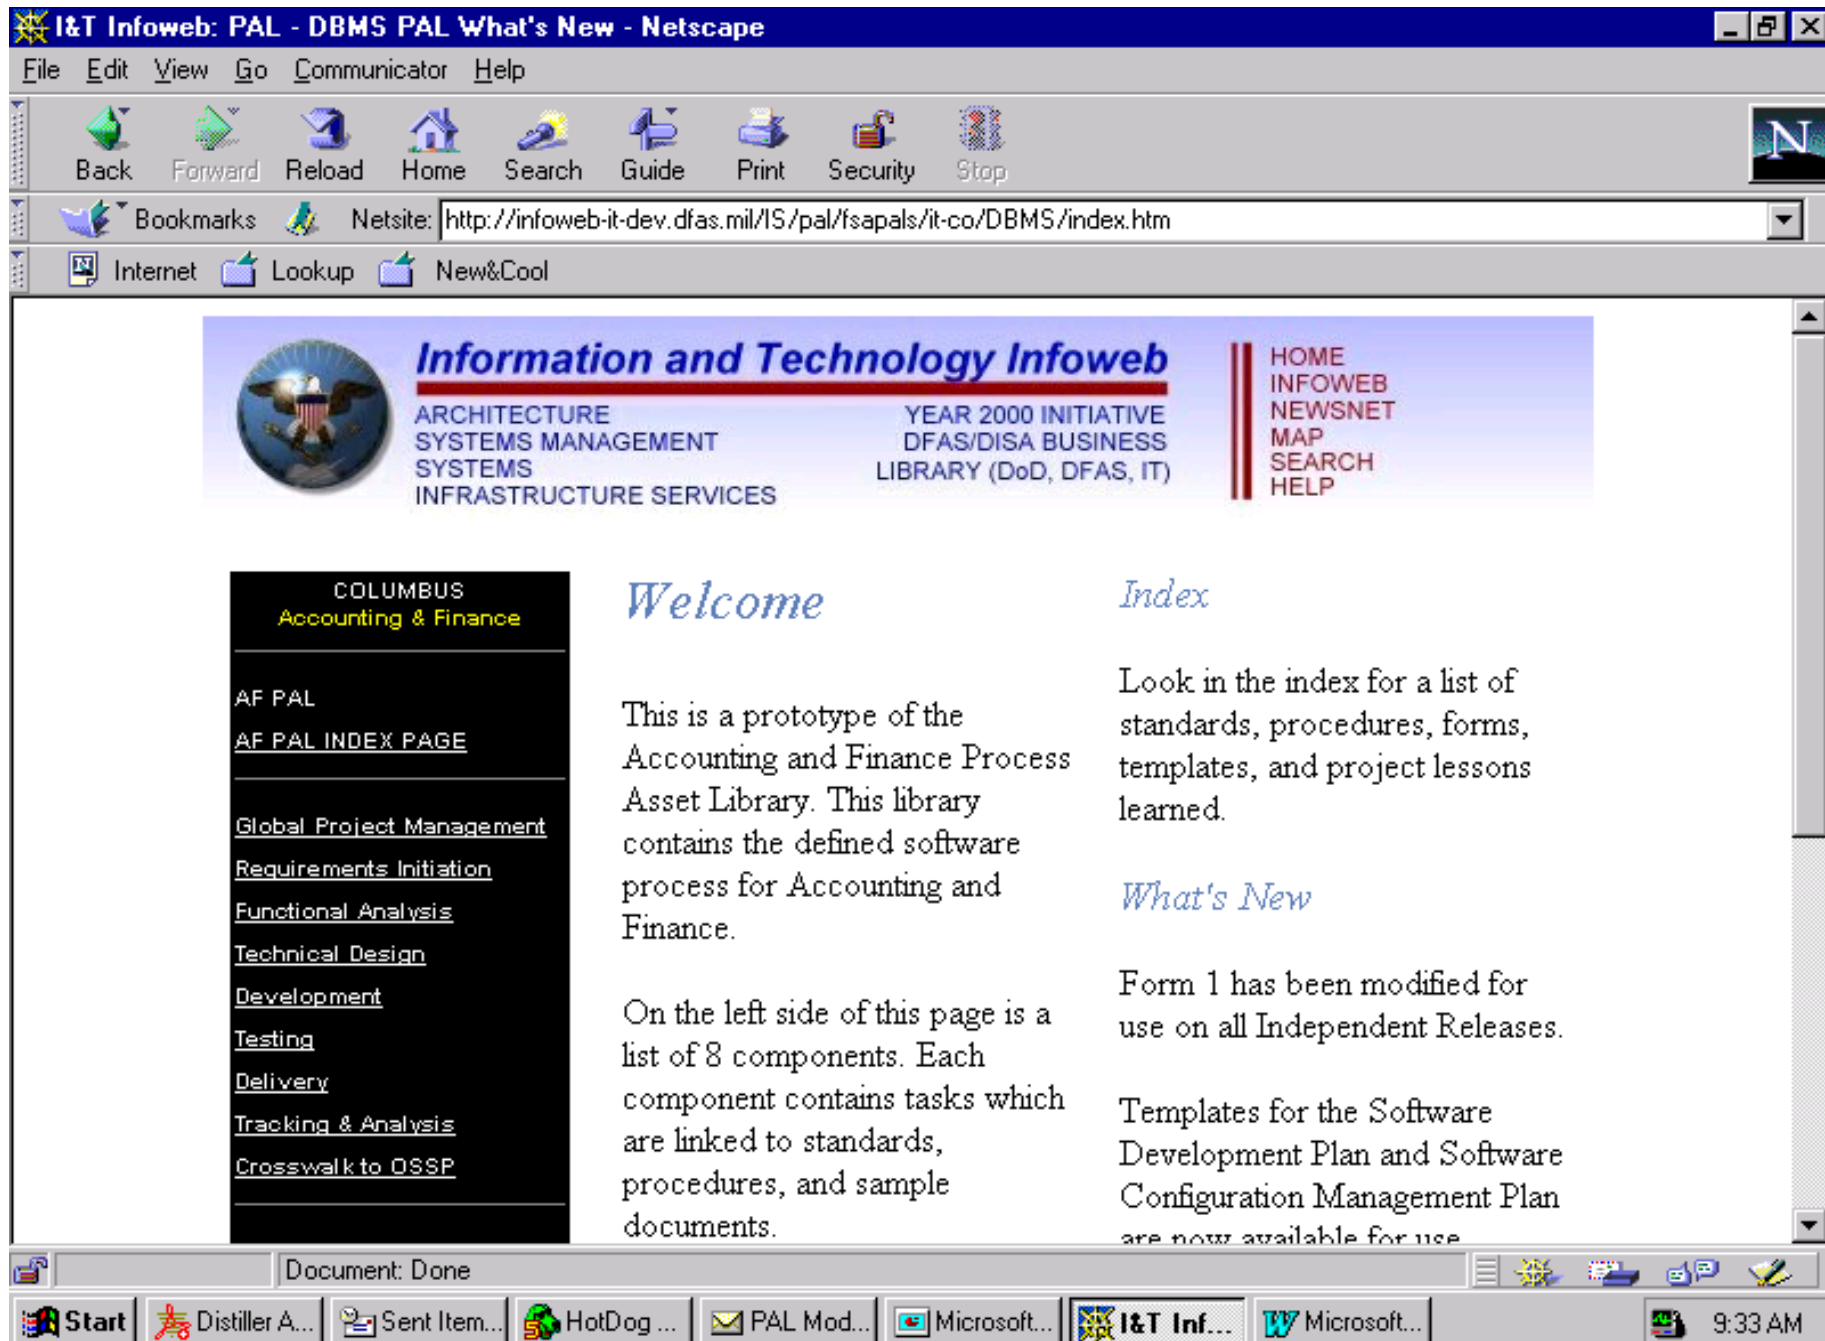 I&T Infoweb: PAL - DBMS PAL What's New - Netscape
File Edit View Go Communicator Help
Back Forward Reload Home Search Guide Print Security Stop
N
Bookmarks Netsite: http://infoweb-it-dev.dfas.mil/IS/pal/fsapals/it-co/DBMS/index.htm
Internet Lookup New&Cool
Information and Technology Infoweb
ARCHITECTURE
SYSTEMS MANAGEMENT
SYSTEMS
INFRASTRUCTURE SERVICES
YEAR 2000 INITIATIVE
DFAS/DISA BUSINESS
LIBRARY (DoD, DFAS, IT)
HOME
INFOWEB
NEWSNET
MAP
SEARCH
HELP
COLUMBUS
Accounting & Finance
AF PAL
AF PAL INDEX PAGE
Global Project Management
Requirements Initiation
Functional Analysis
Technical Design
Development
Testing
Delivery
Tracking & Analysis
Crosswalk to OSSP
Welcome
This is a prototype of the
Accounting and Finance Process
Asset Library. This library
contains the defined software
process for Accounting and
Finance.
On the left side of this page is a
list of 8 components. Each
component contains tasks which
are linked to standards,
procedures, and sample
documents.
Index
Look in the index for a list of
standards, procedures, forms,
templates, and project lessons
learned.
What's New
Form 1 has been modified for
use on all Independent Releases.
Templates for the Software
Development Plan and Software
Configuration Management Plan
are now available for use
Document: Done
Start Distiller A... Sent Item... HotDog ... PAL Mod... Microsoft... I&T Inf... Microsoft... 9:33 AM